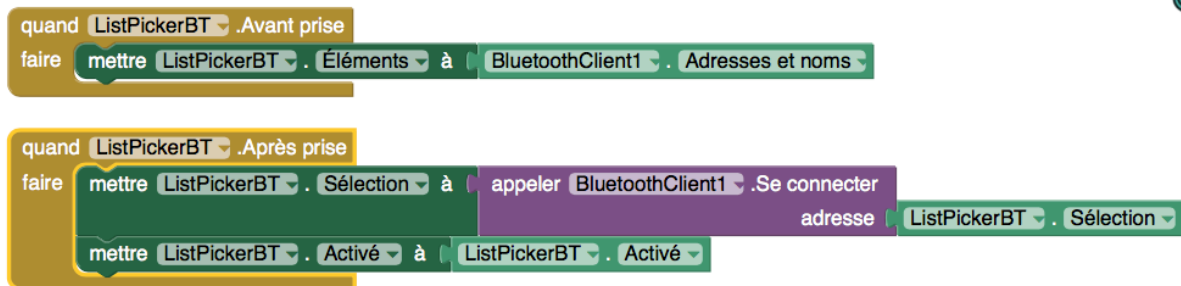 quand ListPickerBT .Avant prise
faire mettre ListPickerBT . Éléments à BluetoothClient1 . Adresses et noms
quand ListPickerBT .Après prise
faire mettre ListPickerBT . Sélection à appeler BluetoothClient1 .Se connecter
adresse ListPickerBT . Sélection
mettre ListPickerBT . Activé à ListPickerBT . Activé